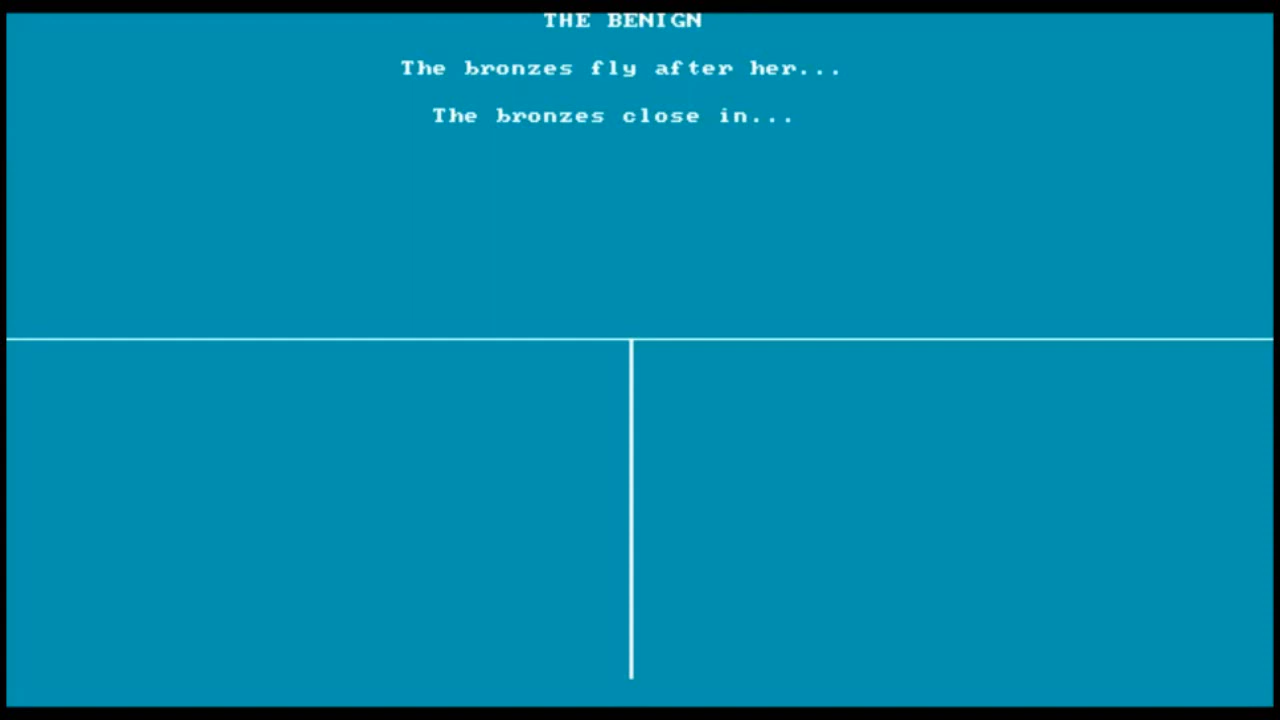 THE BENIGN
The bronzes fly after her...
The bronzes close in...